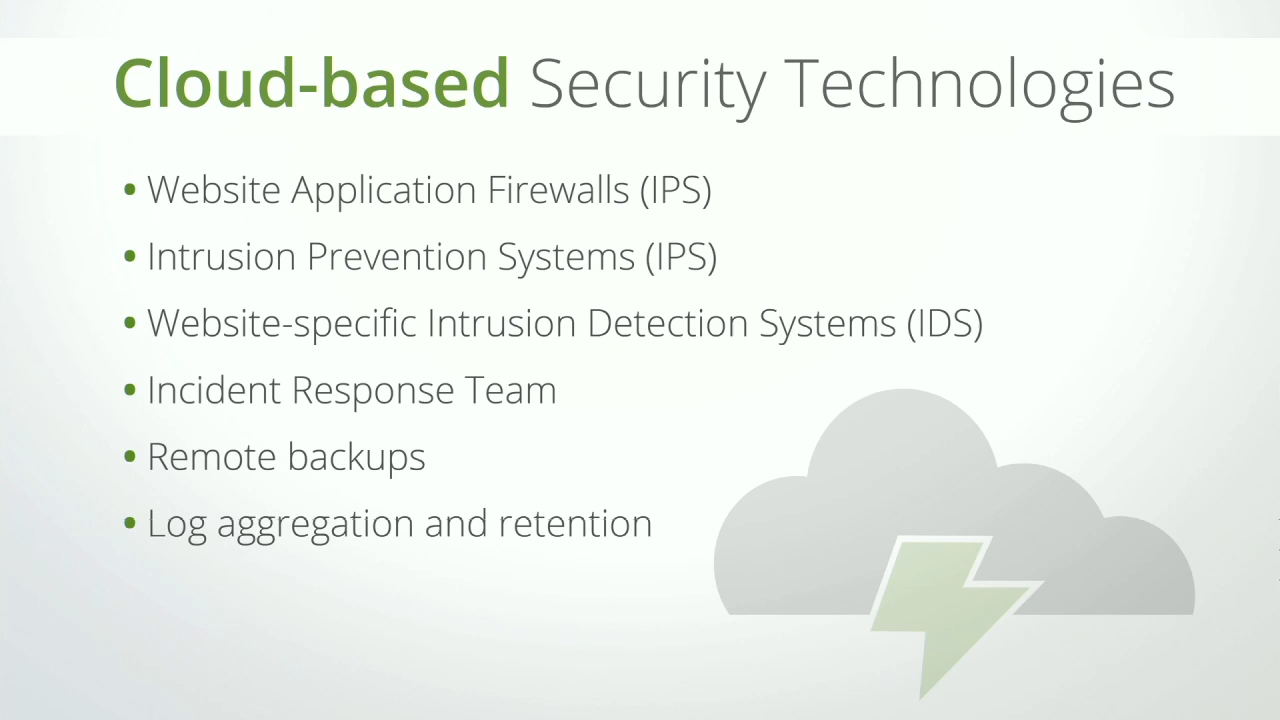 Cloud-based Security Technologies
• Website Application Firewalls (IPS)
• Intrusion Prevention Systems (IPS)
• Website-specific Intrusion Detection Systems (IDS)
• Incident Response Team
• Remote backups
• Log aggregation and retention